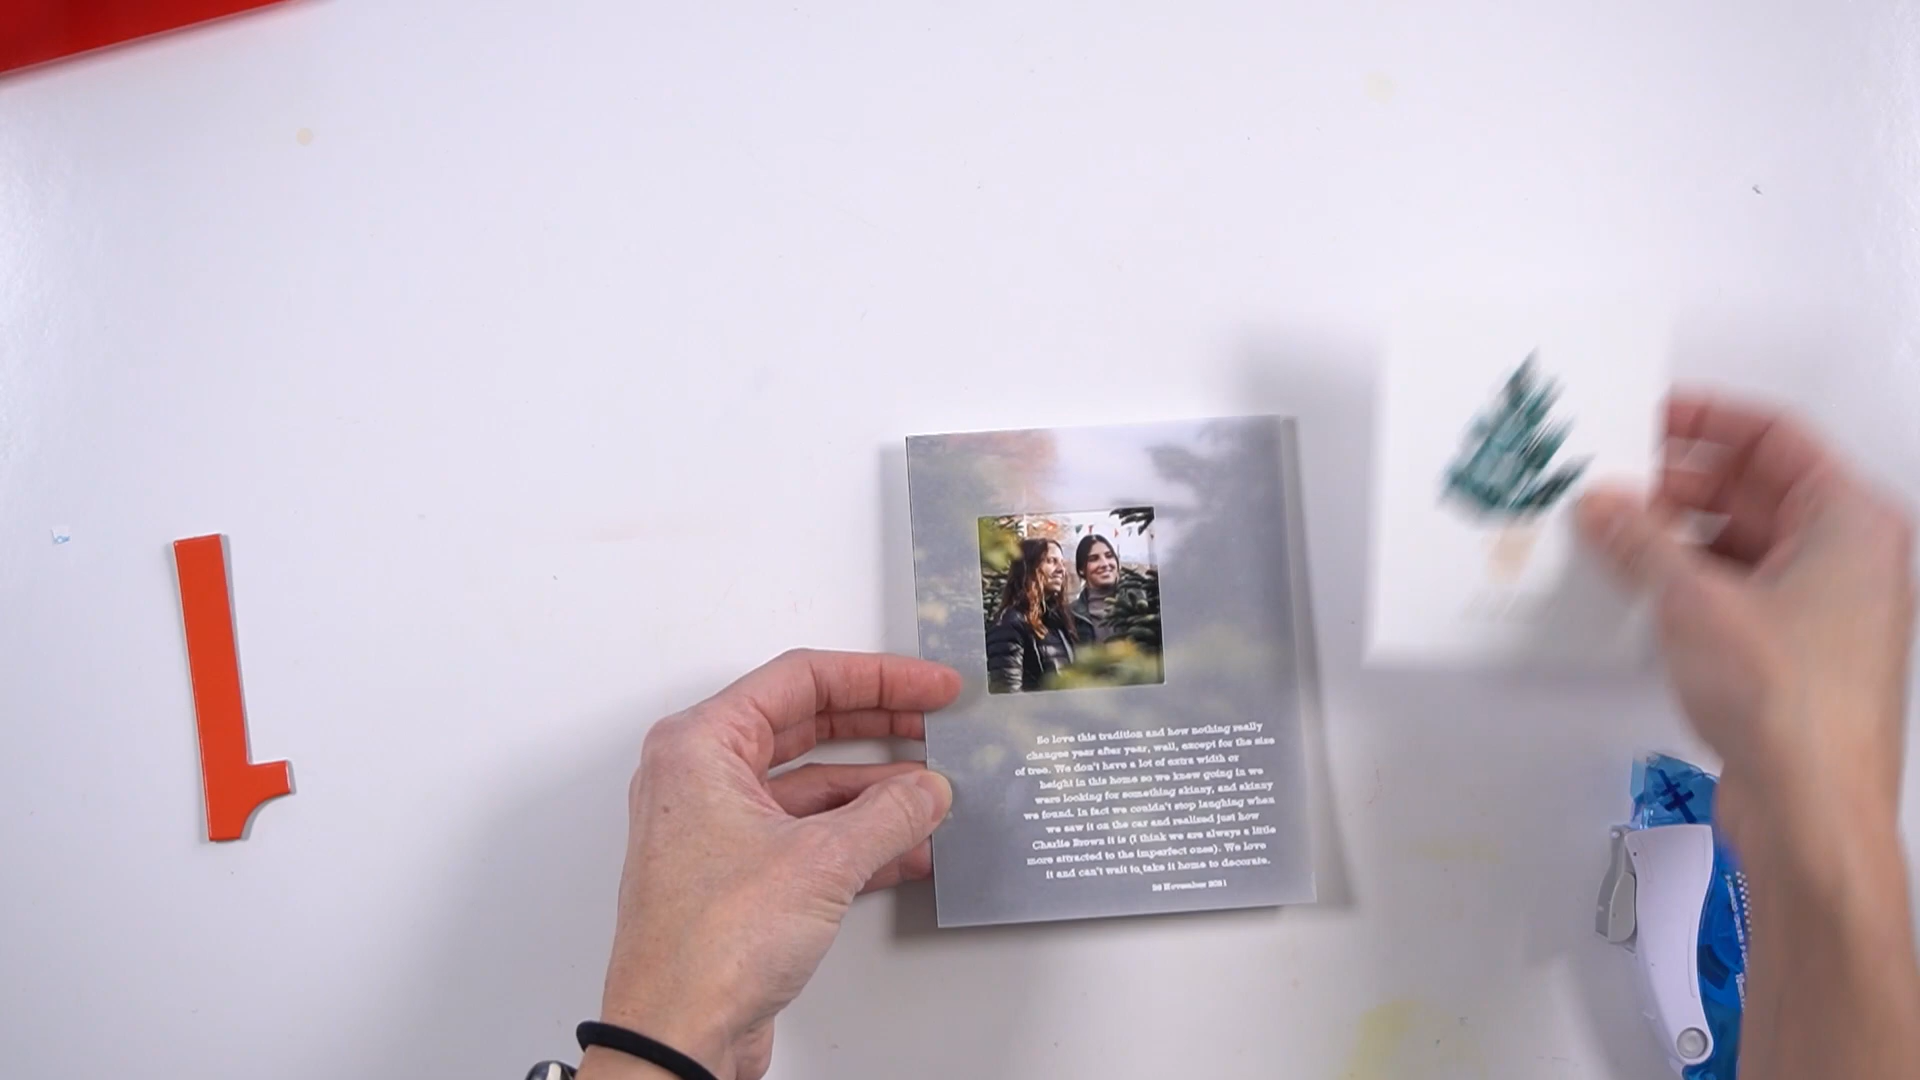 So love this tradition and how nothing really
changes year after year, well, except for the size
of tree. We don't have a lot of extra width or
height in this home so we knew going in we
were looking for something skinny, and skinny
we found. In fact we couldn't stop laughing when
we saw it on the car and realized just how
Charlie Brown it is (I think we are always a little
more attracted to the imperfect ones). We love
it and can't wait to take it home to decorate.
November 2021